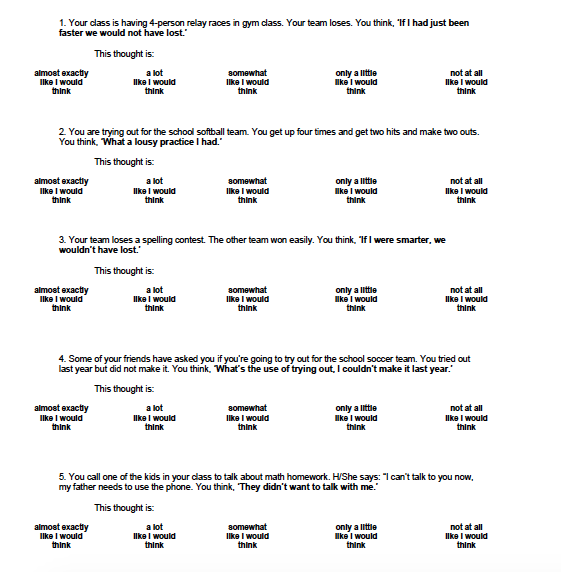 1. Your class is having 4-person relay races in gym class. Your team loses. You think, 'If I had just been
faster we would not have lost.'
This thought is:
almost exactly a lot somewhat only a little not at all
like I would like I would like I would like I would like I would
think think think think think
2. You are trying out for the school softball team. You get up four times and get two hits and make two outs.
You think, 'What a lousy practice I had.'
This thought is:
almost exactly a lot somewhat only a little not at all
like I would like I would like I would like I would like I would
think think think think think
3. Your team loses a spelling contest. The other team won easily. You think, 'If I were smarter, we
wouldn't have lost.'
This thought is:
almost exactly a lot somewhat only a little not at all
like I would like I would like I would like I would like I would
think think think think think
4. Some of your friends have asked you if you're going to try out for the school soccer team. You tried out
last year but did not make it. You think, 'What's the use of trying out, I couldn't make it last year.'
This thought is:
almost exactly a lot somewhat only a little not at all
like I would like I would like I would like I would like I would
think think think think think
5. You call one of the kids in your class to talk about math homework. H/She says: "I can't talk to you now,
my father needs to use the phone. You think, 'They didn't want to talk with me.'
This thought is:
almost exactly a lot somewhat only a little not at all
like I would like I would like I would like I would like I would
think think think think think